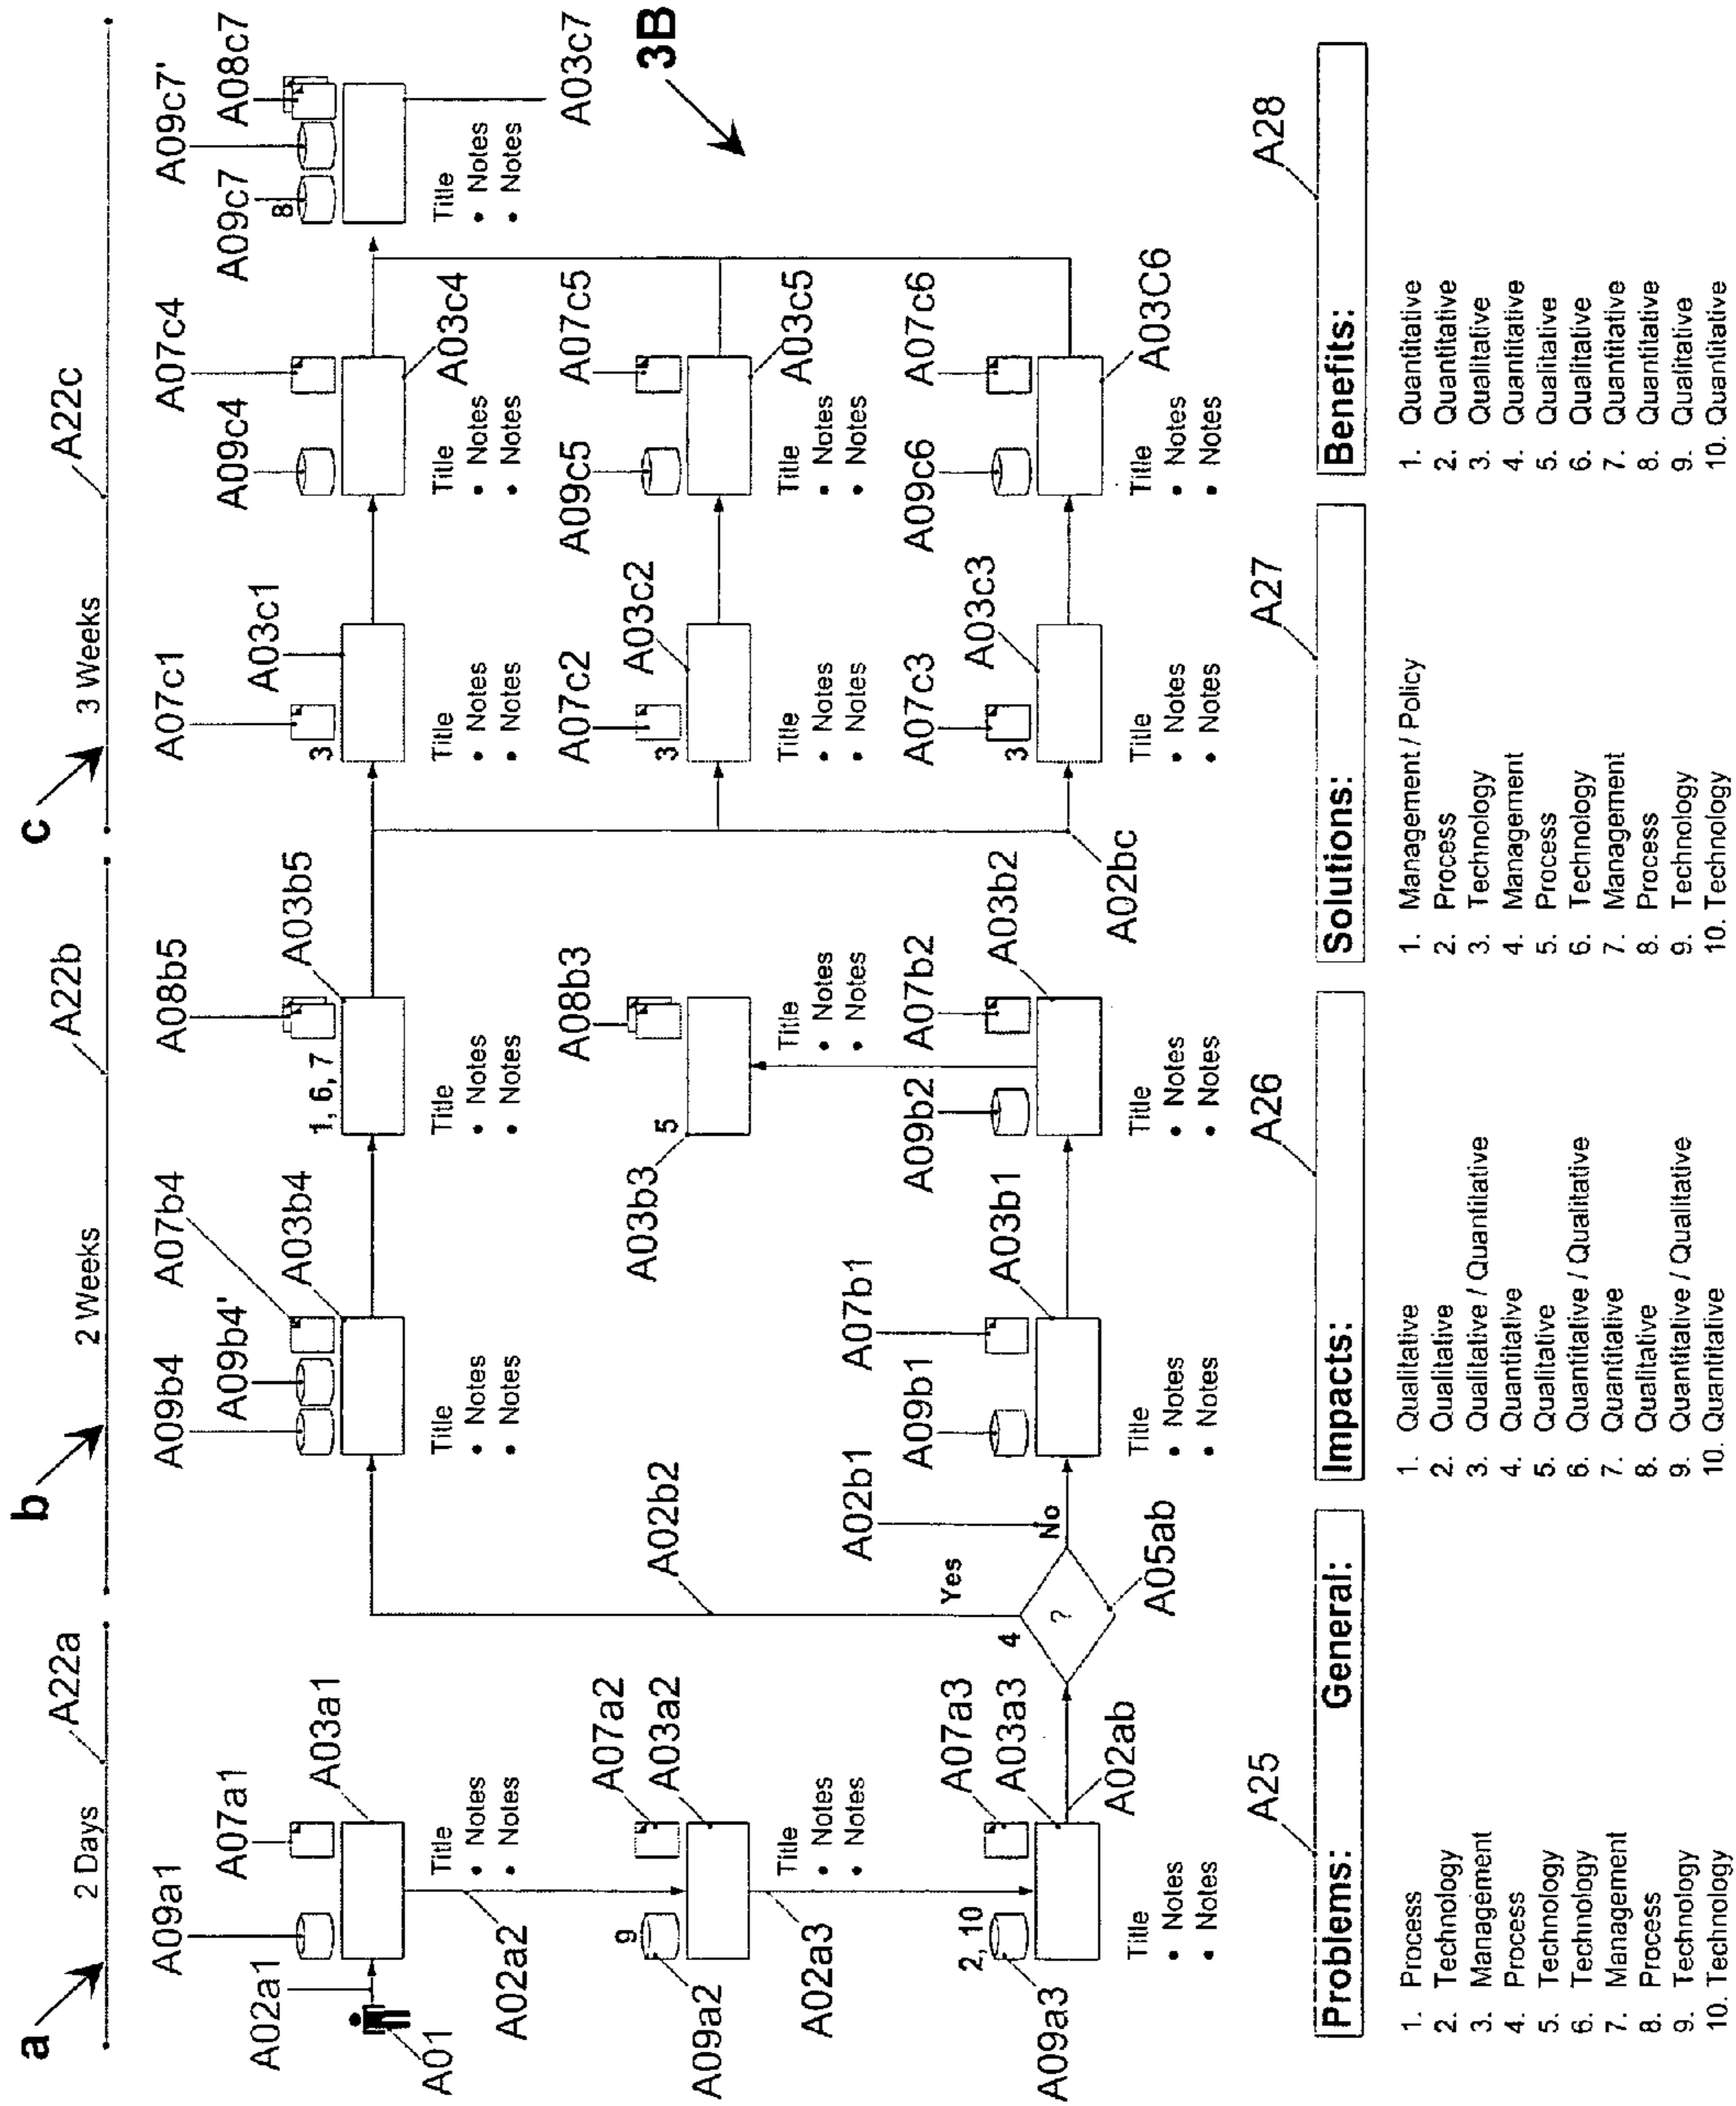 a
b
c
A22a
A22b
A22c
2 Days
2 Weeks
3 Weeks
A09a1
A07a1
A09b4
A09b4'
A07b4
A08b5
A07c1
A09c4
A07c4
A09c7
A09c7'
A08c7
A02a1
A03a1
A03b4
1, 6, 7
A03b5
3
A03c1
8
A01
Title
• Notes
• Notes
Title
• Notes
• Notes
Title
• Notes
• Notes
Title
• Notes
• Notes
Title
• Notes
• Notes
A03c4
Title
• Notes
• Notes
A03c7
A02a2
A07a2
A03a2
9
A09a2
A02b2
A08b3
5
A03b3
Title
• Notes
• Notes
A07c2
3
A03c2
A09c5
A07c5
3B
Title
• Notes
• Notes
Title
• Notes
• Notes
Title
• Notes
• Notes
A03c5
A02a3
A07a3
A03a3
2, 10
A09a3
Yes
4
?
No
A02b1
A09b1
A07b1
A03b1
A09b2
A07b2
A03b2
A07c3
3
A03c3
A09c6
A07c6
A02ab
A05ab
A02bc
A03C6
Title
• Notes
• Notes
Title
• Notes
• Notes
Title
• Notes
• Notes
Title
• Notes
• Notes
Title
• Notes
• Notes
A25
A26
A27
A28
Problems: General:
1. Process
2. Technology
3. Management
4. Process
5. Technology
6. Technology
7. Management
8. Process
9. Technology
10. Technology
Impacts:
1. Qualitative
2. Qualitative
3. Qualitative / Quantitative
4. Quantitative
5. Qualitative
6. Quantitative / Qualitative
7. Quantitative
8. Qualitative
9. Quantitative / Qualitative
10. Quantitative
Solutions:
1. Management / Policy
2. Process
3. Technology
4. Management
5. Process
6. Technology
7. Management
8. Process
9. Technology
10. Technology
Benefits:
1. Quantitative
2. Quantitative
3. Qualitative
4. Quantitative
5. Qualitative
6. Qualitative
7. Quantitative
8. Quantitative
9. Qualitative
10. Quantitative